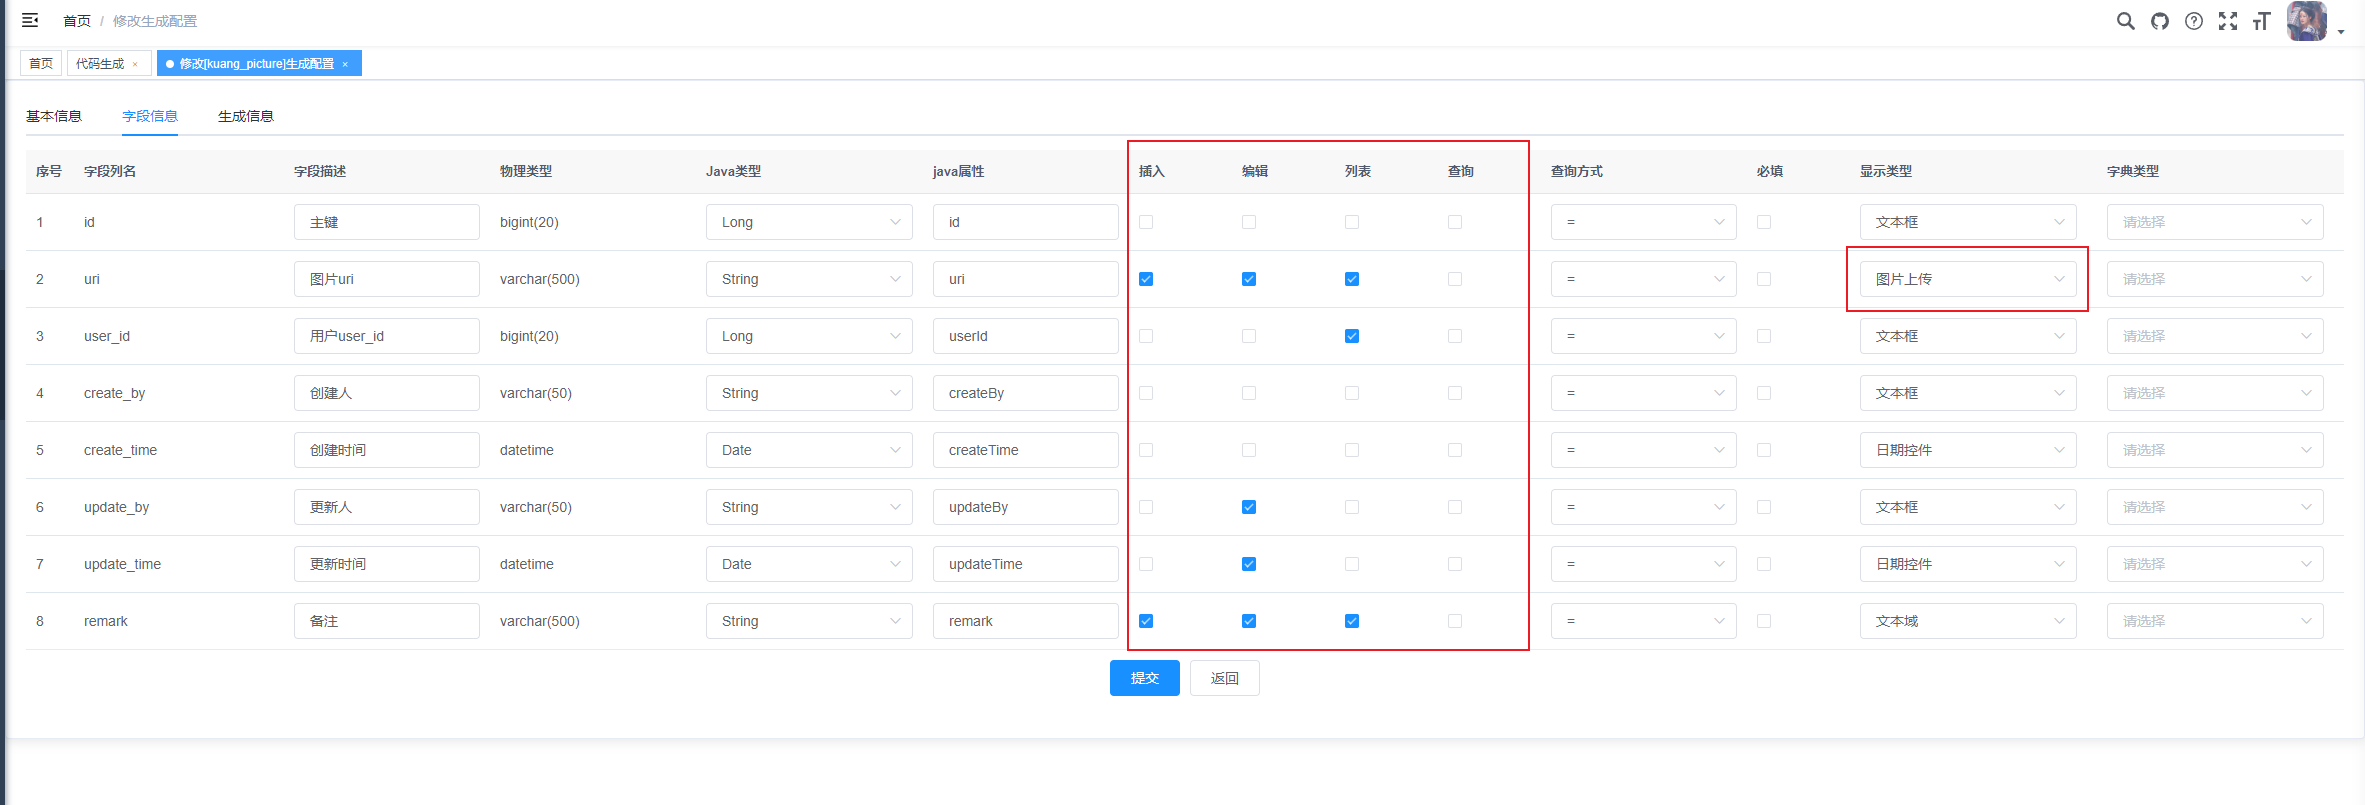 首页 / 修改生成配置
首页 代码生成 × 修改[kuang_picture]生成配置 ×
基本信息 字段信息 生成信息
序号 字段列名 字段描述 物理类型 Java类型 java属性 插入 编辑 列表 查询 查询方式 必填 显示类型 字典类型
1 id 主键 bigint(20) Long id = 文本框 请选择
2 uri 图片uri varchar(500) String uri = 图片上传 请选择
3 user_id 用户user_id bigint(20) Long userId = 文本框 请选择
4 create_by 创建人 varchar(50) String createBy = 文本框 请选择
5 create_time 创建时间 datetime Date createTime = 日期控件 请选择
6 update_by 更新人 varchar(50) String updateBy = 文本框 请选择
7 update_time 更新时间 datetime Date updateTime = 日期控件 请选择
8 remark 备注 varchar(500) String remark = 文本域 请选择
提交 返回